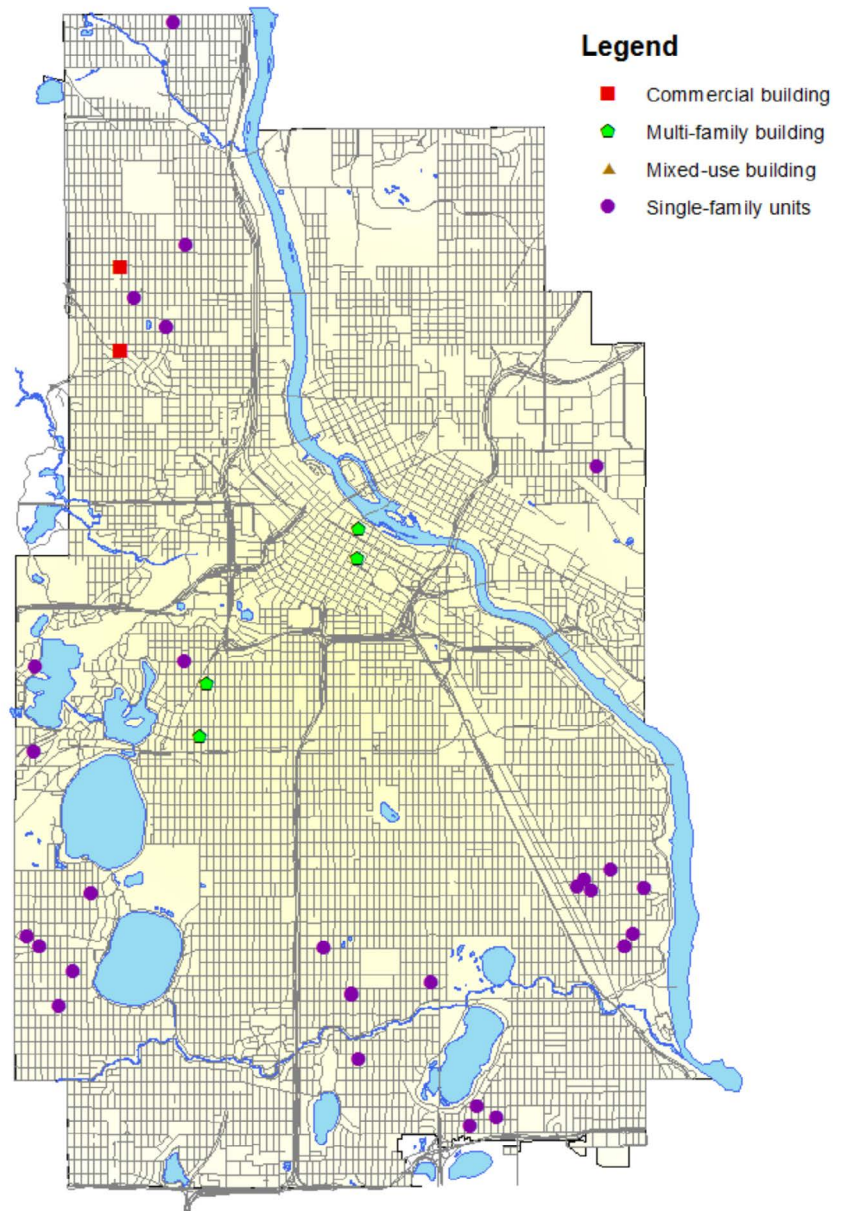 Legend
Commercial building
Multi-family building
Mixed-use building
Single-family units